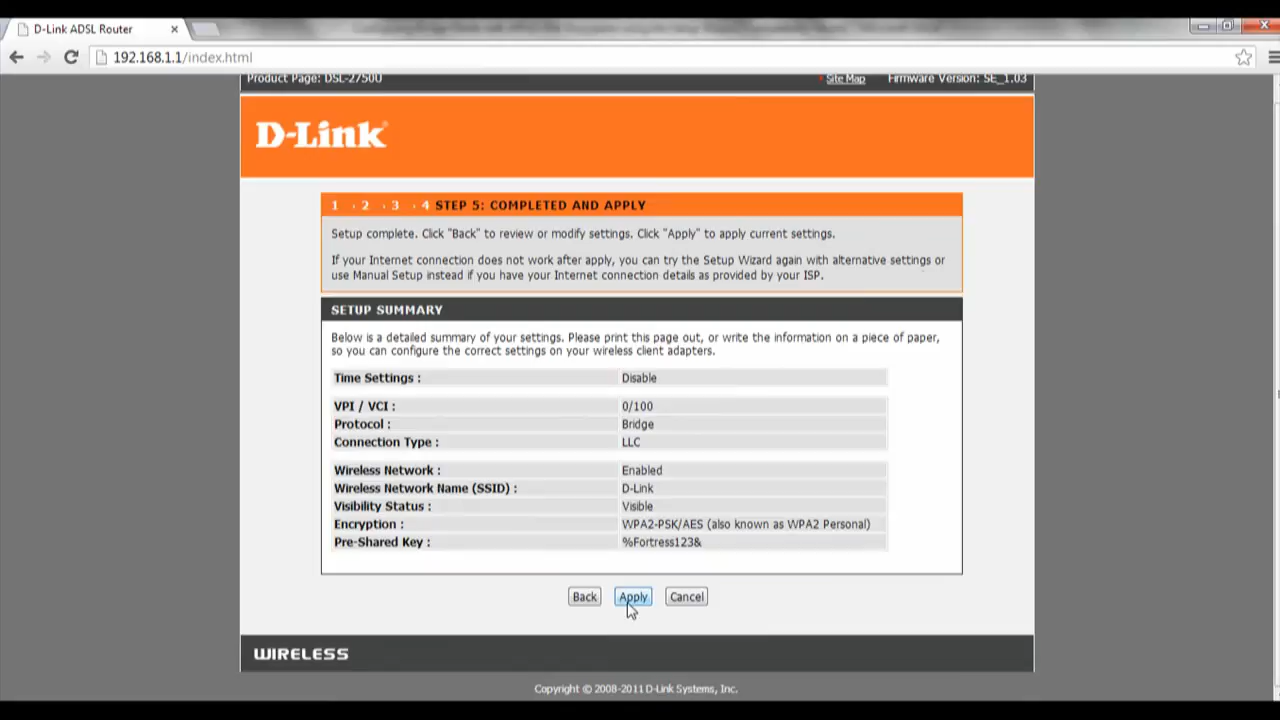 D-Link ADSL Router
192.168.1.1/index.html
Product Page: DSL-2750U Site Map Firmware Version: SE_1.03
D-Link®
1 2 3 4 STEP 5: COMPLETED AND APPLY
Setup complete. Click "Back" to review or modify settings. Click "Apply" to apply current settings.
If your Internet connection does not work after apply, you can try the Setup Wizard again with alternative settings or
use Manual Setup instead if you have your Internet connection details as provided by your ISP.
SETUP SUMMARY
Below is a detailed summary of your settings. Please print this page out, or write the information on a piece of paper,
so you can configure the correct settings on your wireless client adapters.
Time Settings : Disable
VPI / VCI : 0/100
Protocol : Bridge
Connection Type : LLC
Wireless Network : Enabled
Wireless Network Name (SSID) : D-Link
Visibility Status : Visible
Encryption : WPA2-PSK/AES (also known as WPA2 Personal)
Pre-Shared Key : %Fortress123&
Back Apply Cancel
WIRELESS
Copyright © 2008-2011 D-Link Systems, Inc.